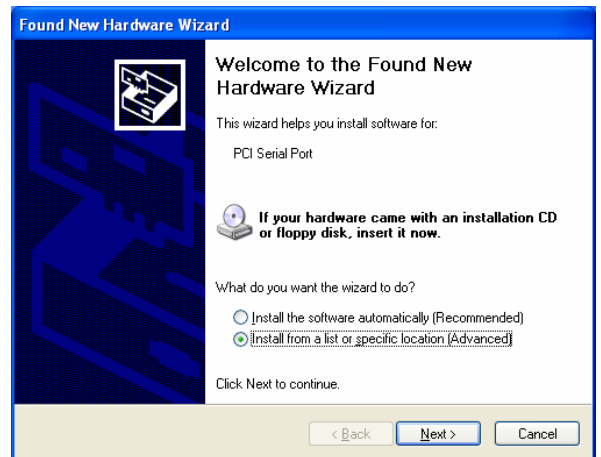 Found New Hardware Wizard
Welcome to the Found New
Hardware Wizard
This wizard helps you install software for:
PCI Serial Port
If your hardware came with an installation CD
or floppy disk, insert it now.
What do you want the wizard to do?
Install the software automatically (Recommended)
Install from a list or specific location (Advanced)
Click Next to continue.
< Back Next > Cancel